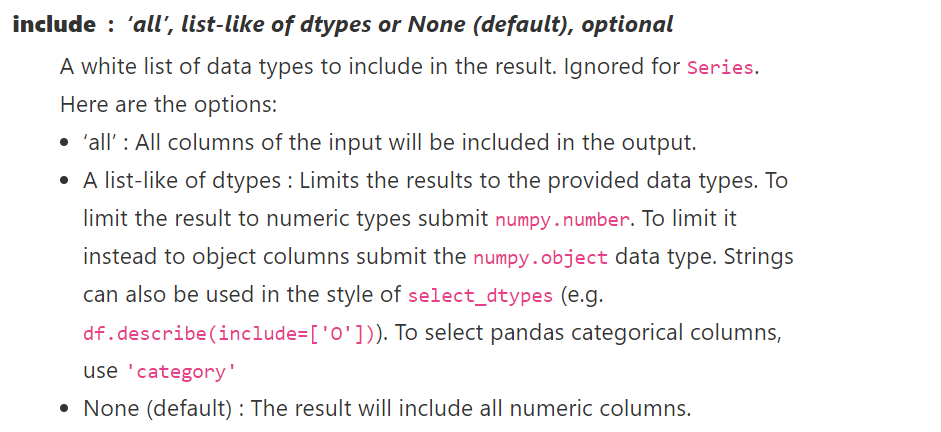 include : ‘all’, list-like of dtypes or None (default), optional
A white list of data types to include in the result. Ignored for Series.
Here are the options:
• ‘all’ : All columns of the input will be included in the output.
• A list-like of dtypes : Limits the results to the provided data types. To
limit the result to numeric types submit numpy.number. To limit it
instead to object columns submit the numpy.object data type. Strings
can also be used in the style of select_dtypes (e.g.
df.describe(include=['O'])). To select pandas categorical columns,
use 'category'
• None (default) : The result will include all numeric columns.